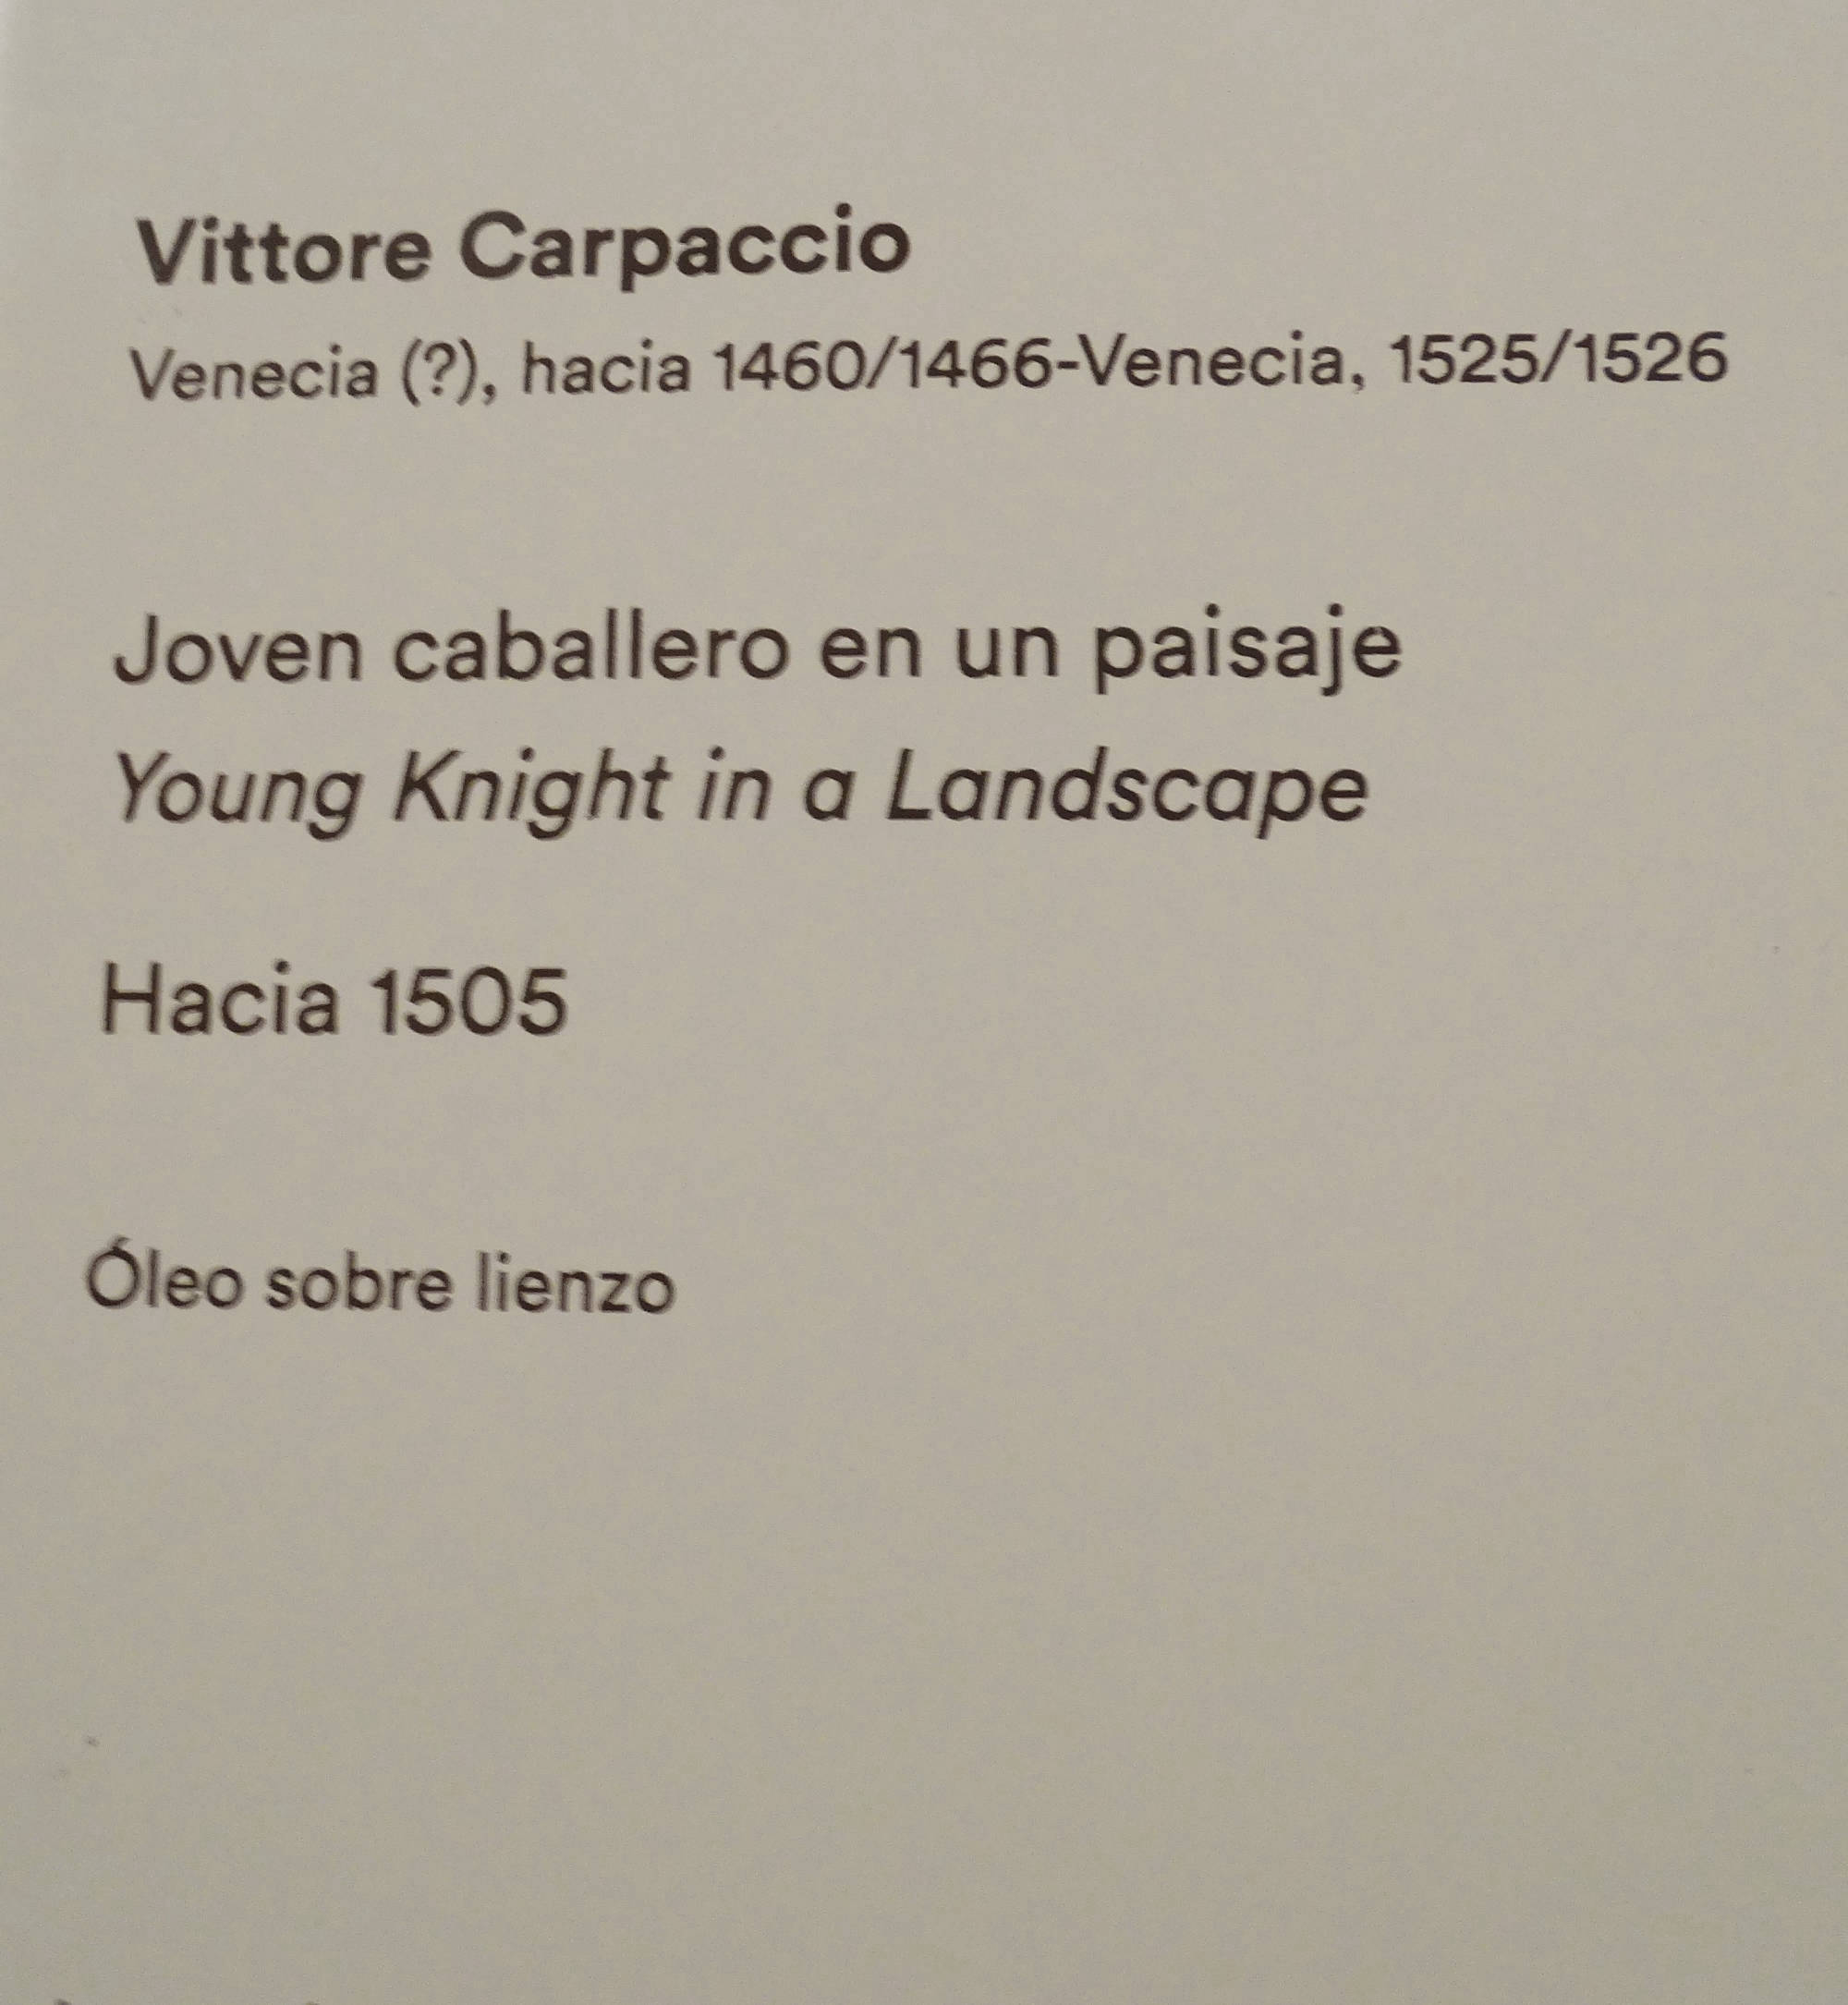 Vittore Carpaccio
Venecia (?), hacia 1460/1466-Venecia, 1525/1526
Joven caballero en un paisaje
Young Knight in a Landscape
Hacia 1505
Óleo sobre lienzo